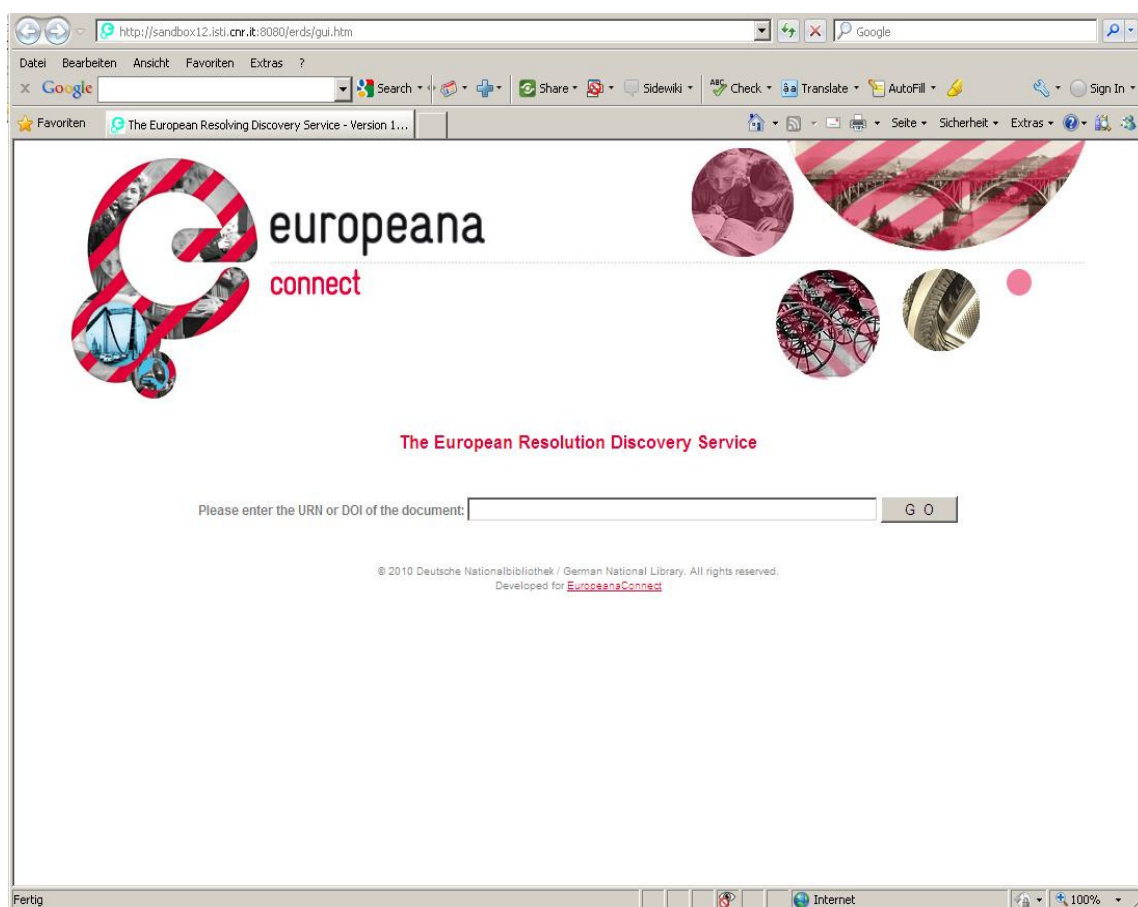 http://sandbox12.isti.cnr.it:8080/erds/gui.htm
Google
Datei Bearbeiten Ansicht Favoriten Extras ?
x Google Search Share Sidewiki ABC Check aä Translate AutoFill Sign In
Favoriten The European Resolving Discovery Service - Version 1... Seite Sicherheit Extras
europeana
connect
The European Resolution Discovery Service
Please enter the URN or DOI of the document: G O
© 2010 Deutsche Nationalbibliothek / German National Library. All rights reserved.
Developed for EuropeanaConnect
Fertig Internet 100%